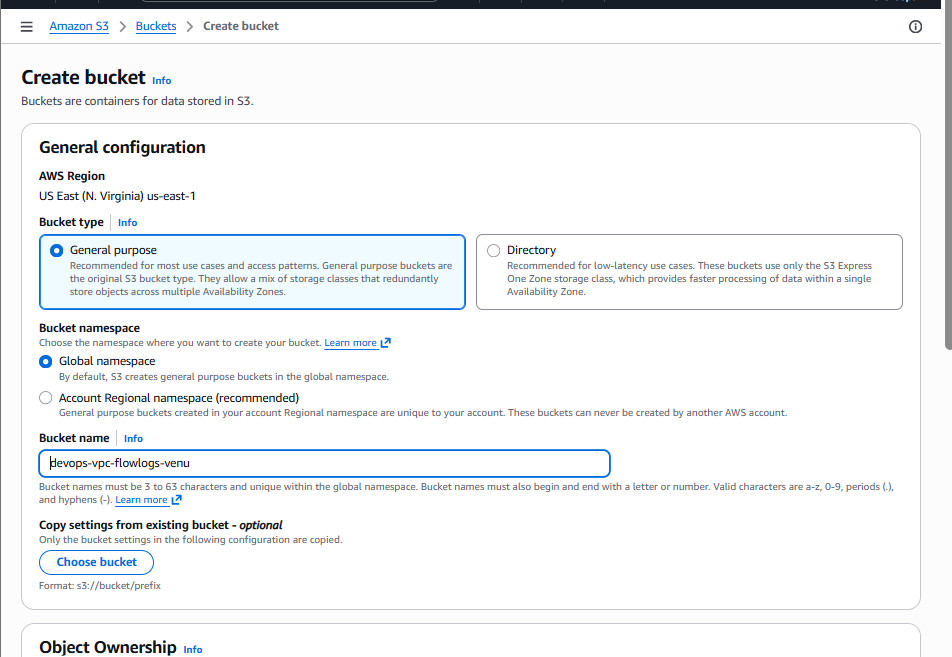 Amazon S3 > Buckets > Create bucket
Create bucket Info
Buckets are containers for data stored in S3.
General configuration
AWS Region
US East (N. Virginia) us-east-1
Bucket type Info
General purpose
Recommended for most use cases and access patterns. General purpose buckets are
the original S3 bucket type. They allow a mix of storage classes that redundantly
store objects across multiple Availability Zones.
Directory
Recommended for low-latency use cases. These buckets use only the S3 Express
One Zone storage class, which provides faster processing of data within a single
Availability Zone.
Bucket namespace
Choose the namespace where you want to create your bucket. Learn more
Global namespace
By default, S3 creates general purpose buckets in the global namespace.
Account Regional namespace (recommended)
General purpose buckets created in your account Regional namespace are unique to your account. These buckets can never be created by another AWS account.
Bucket name Info
devops-vpc-flowlogs-venu
Bucket names must be 3 to 63 characters and unique within the global namespace. Bucket names must also begin and end with a letter or number. Valid characters are a-z, 0-9, periods (.),
and hyphens (-). Learn more
Copy settings from existing bucket - optional
Only the bucket settings in the following configuration are copied.
Choose bucket
Format: s3://bucket/prefix
Object Ownership Info